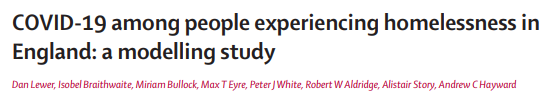 COVID-19 among people experiencing homelessness in
England: a modelling study
Dan Lewer, Isobel Braithwaite, Miriam Bullock, Max T Eyre, Peter J White, Robert W Aldridge, Alistair Story, Andrew C Hayward